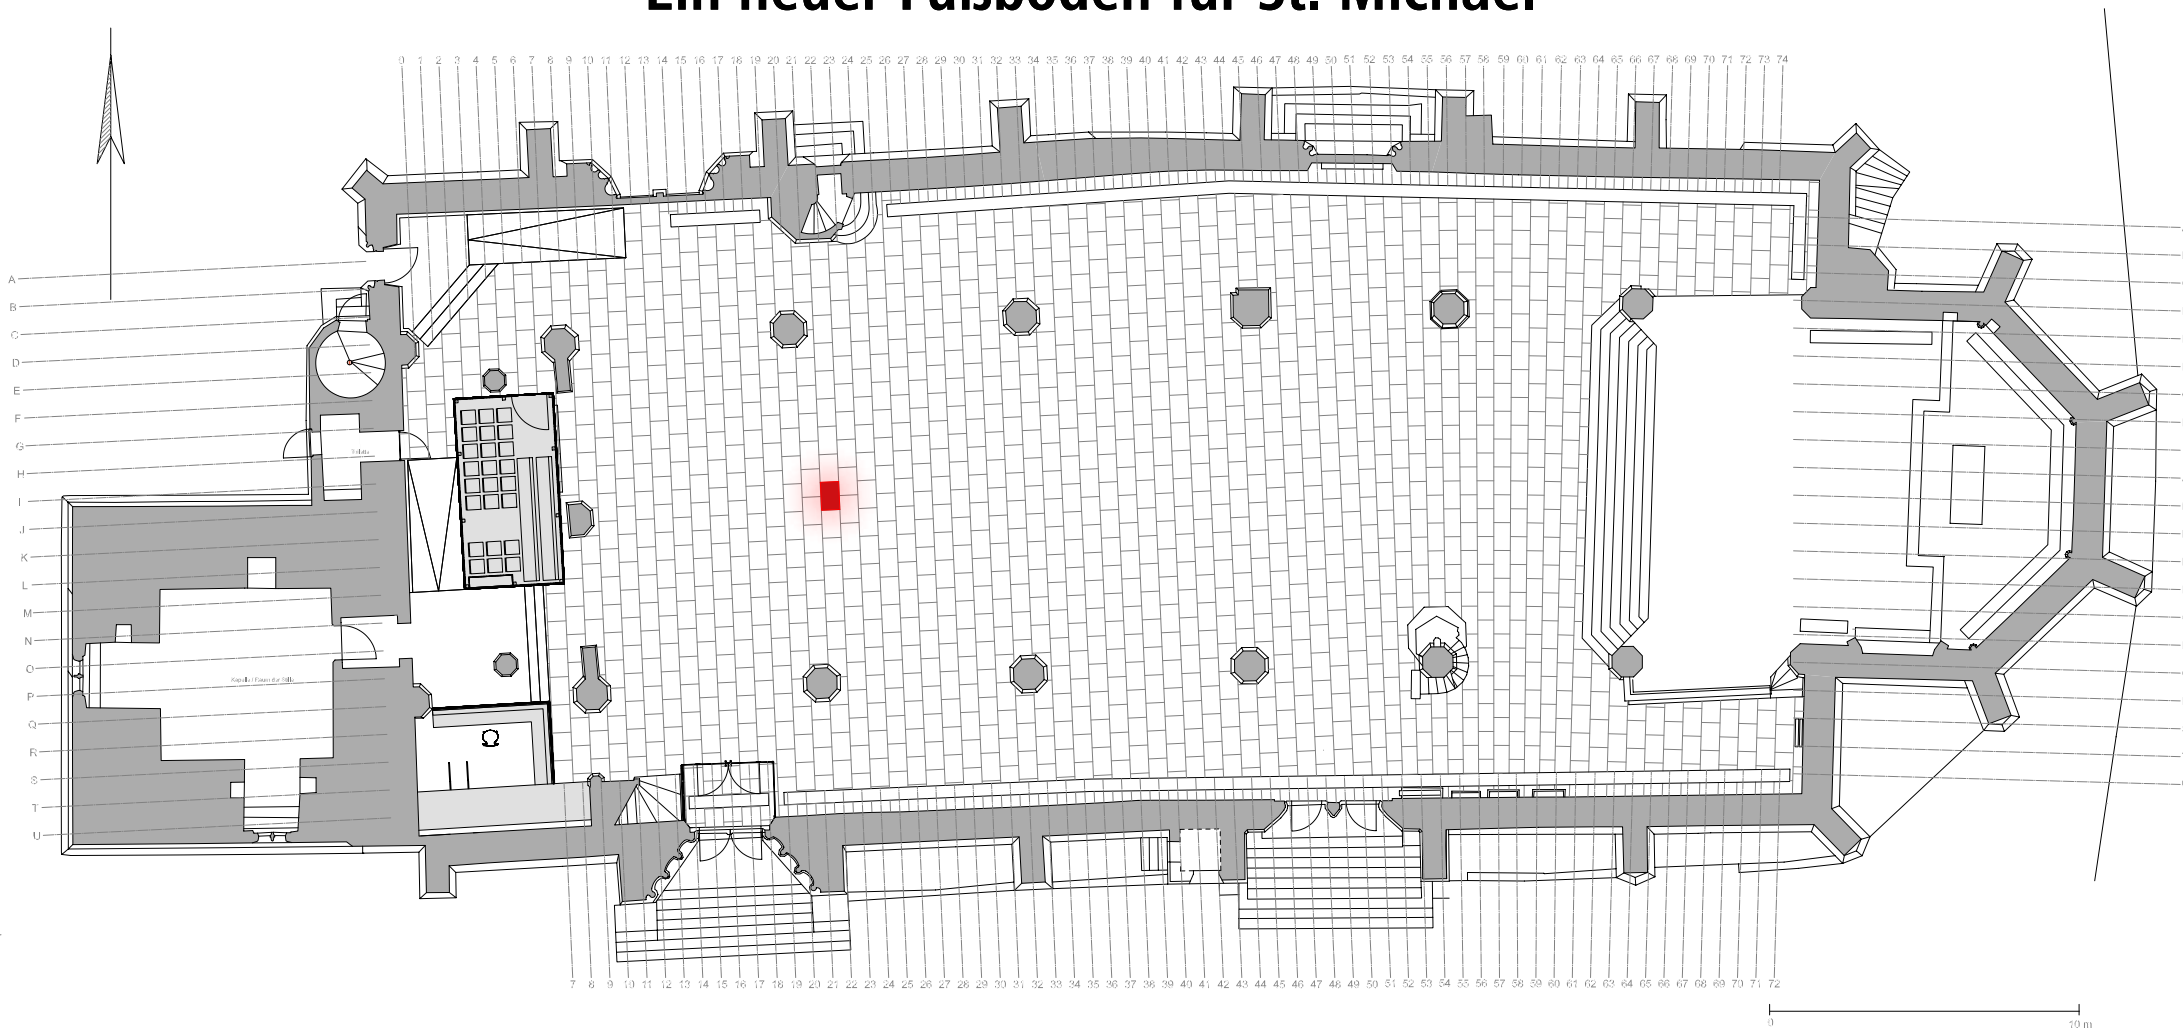 Ein neuer Fußboden für St. Michael
0 1 2 3 4 5 6 7 8 9 10 11 12 13 14 15 16 17 18 19 20 21 22 23 24 25 26 27 28 29 30 31 32 33 34 35 36 37 38 39 40 41 42 43 44 45 46 47 48 49 50 51 52 53 54 55 56 57 58 59 60 61 62 63 64 65 66 67 68 69 70 71 72 73 74
A
B
C
D
E
F
G
H
I
J
K
L
M
N
O
P
Q
R
S
T
U
7 8 9 10 11 12 13 14 15 16 17 18 19 20 21 22 23 24 25 26 27 28 29 30 31 32 33 34 35 36 37 38 39 40 41 42 43 44 45 46 47 48 49 50 51 52 53 54 55 56 57 58 59 60 61 62 63 64 65 66 67 68 69 70 71 72
0 10 m